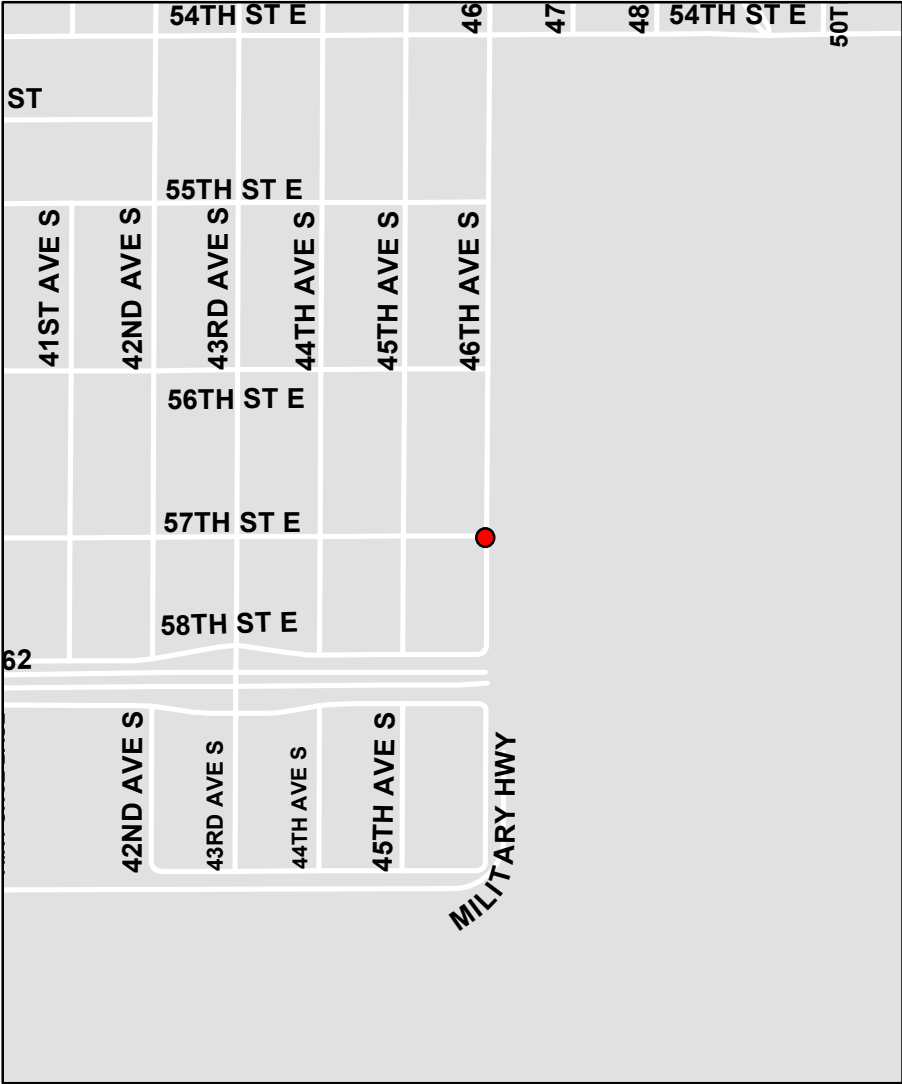 54TH ST E
46
47
48
54TH ST E
50T
ST
55TH ST E
41ST AVE S
42ND AVE S
43RD AVE S
44TH AVE S
45TH AVE S
46TH AVE S
56TH ST E
57TH ST E
58TH ST E
62
42ND AVE S
43RD AVE S
44TH AVE S
45TH AVE S
MILITARY HWY